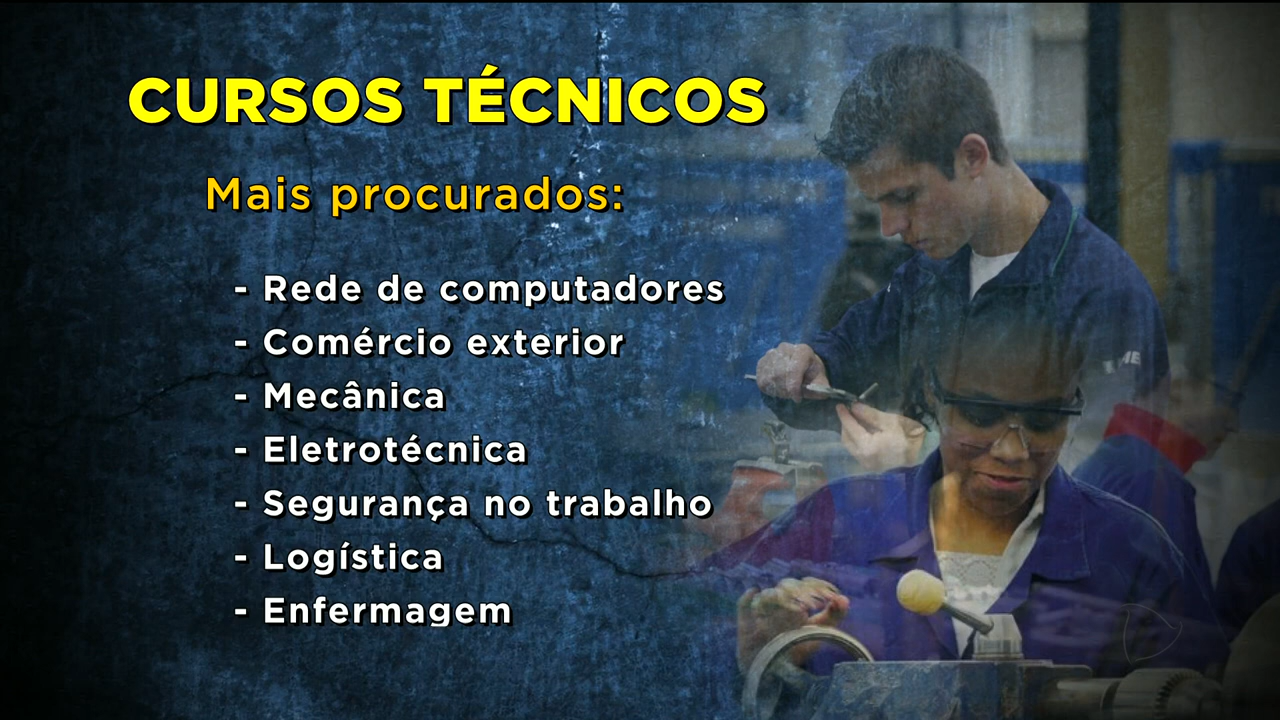 CURSOS TÉCNICOS
Mais procurados:
- Rede de computadores
- Comércio exterior
- Mecânica
- Eletrotécnica
- Segurança no trabalho
- Logística
- Enfermagem